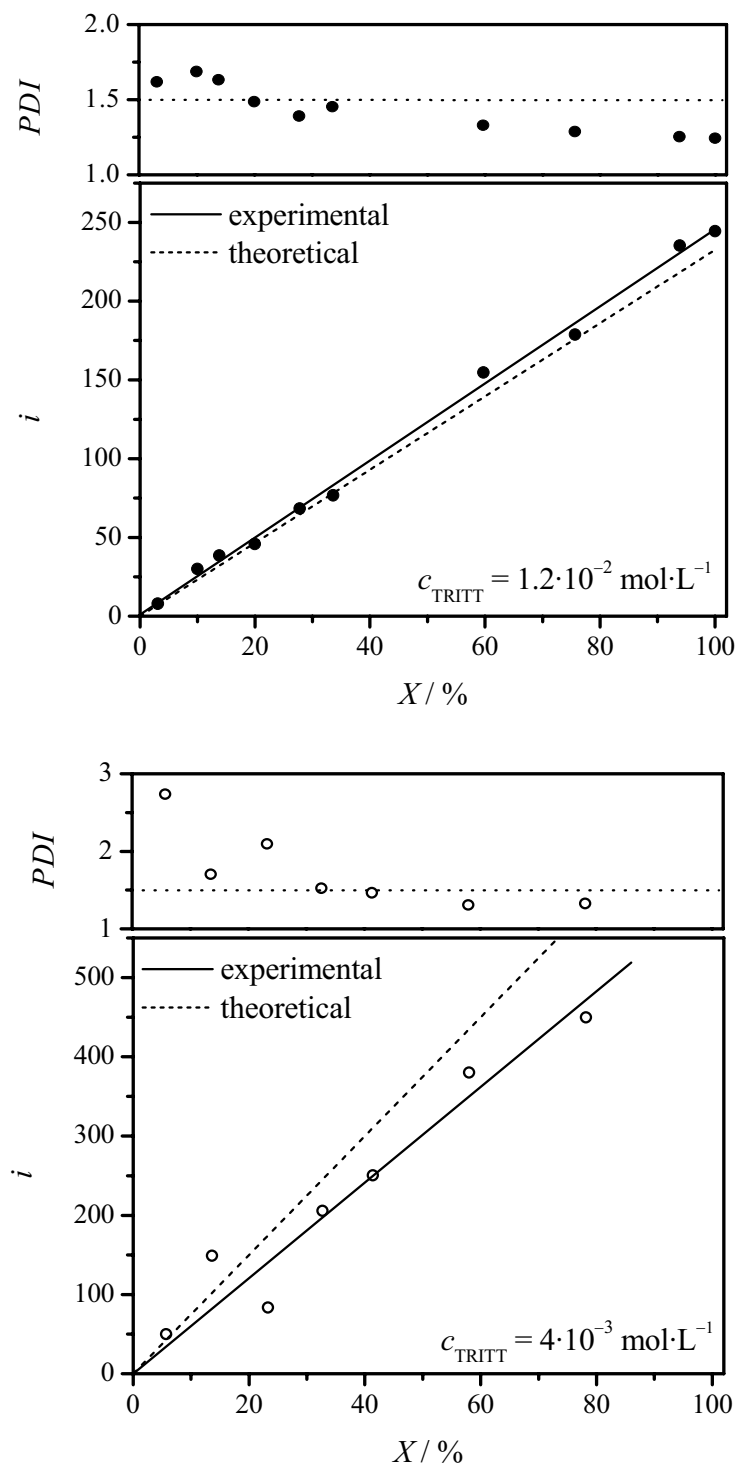 2.0
1.5
1.0
PDI
250
200
150
100
50
0
i
experimental
theoretical
c_TRITT = 1.2·10⁻² mol·L⁻¹
0 20 40 60 80 100
X / %
3
2
1
PDI
500
400
300
200
100
0
i
experimental
theoretical
c_TRITT = 4·10⁻³ mol·L⁻¹
0 20 40 60 80 100
X / %